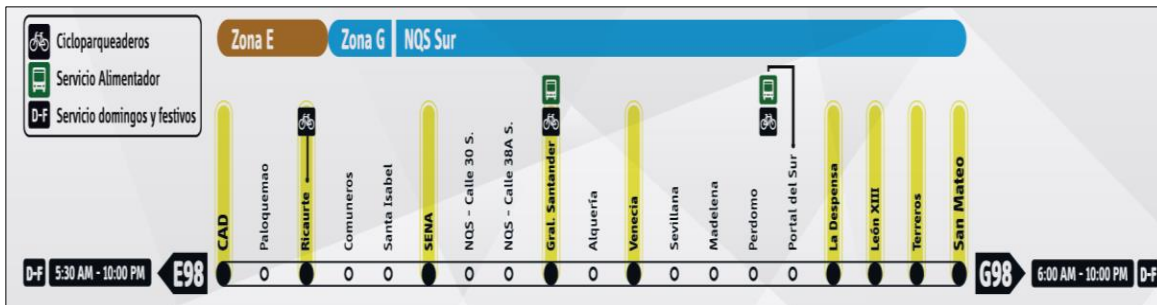 Cicloparqueaderos
Servicio Alimentador
D-F Servicio domingos y festivos
Zona E
Zona G
NQS Sur
CAD
Paloquemao
Ricaurte
Comuneros
Santa Isabel
SENA
NQS - Calle 30 S.
NQS - Calle 38A S.
Gral. Santander
Alquería
Venecia
Sevillana
Madelena
Perdomo
Portal del Sur
La Despensa
León XIII
Terreros
San Mateo
D-F 5:30 AM - 10:00 PM E98
G98 6:00 AM - 10:00 PM D-F